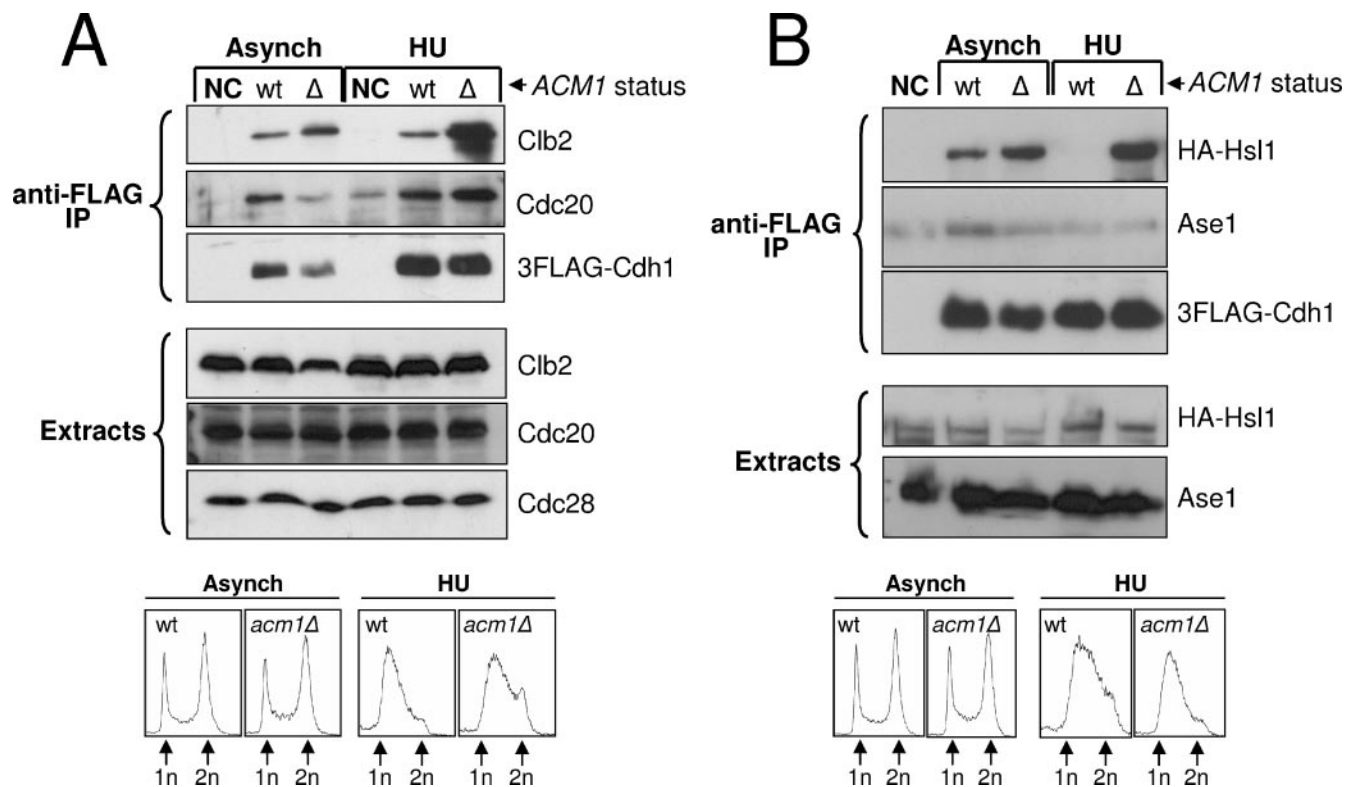 A
Asynch HU
NC wt Δ NC wt Δ ACM1 status
Clb2
anti-FLAG IP
Cdc20
3FLAG-Cdh1
Clb2
Extracts
Cdc20
Cdc28
Asynch HU
wt acm1Δ wt acm1Δ
1n 2n 1n 2n 1n 2n 1n 2n
B
Asynch HU
NC wt Δ wt Δ ACM1 status
HA-Hsl1
anti-FLAG IP
Ase1
3FLAG-Cdh1
HA-Hsl1
Extracts
Ase1
Asynch HU
wt acm1Δ wt acm1Δ
1n 2n 1n 2n 1n 2n 1n 2n